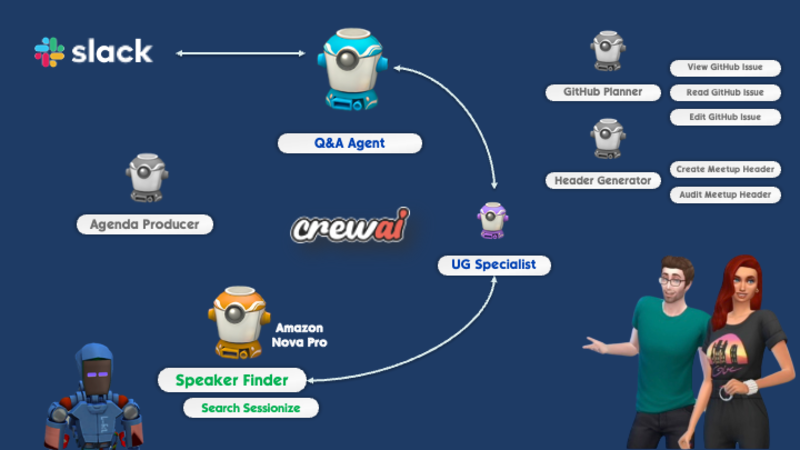 slack
Q&A Agent
GitHub Planner
View GitHub Issue
Read GitHub Issue
Edit GitHub Issue
Header Generator
Create Meetup Header
Audit Meetup Header
Agenda Producer
crewai
UG Specialist
Amazon
Nova Pro
Speaker Finder
Search Sessionize